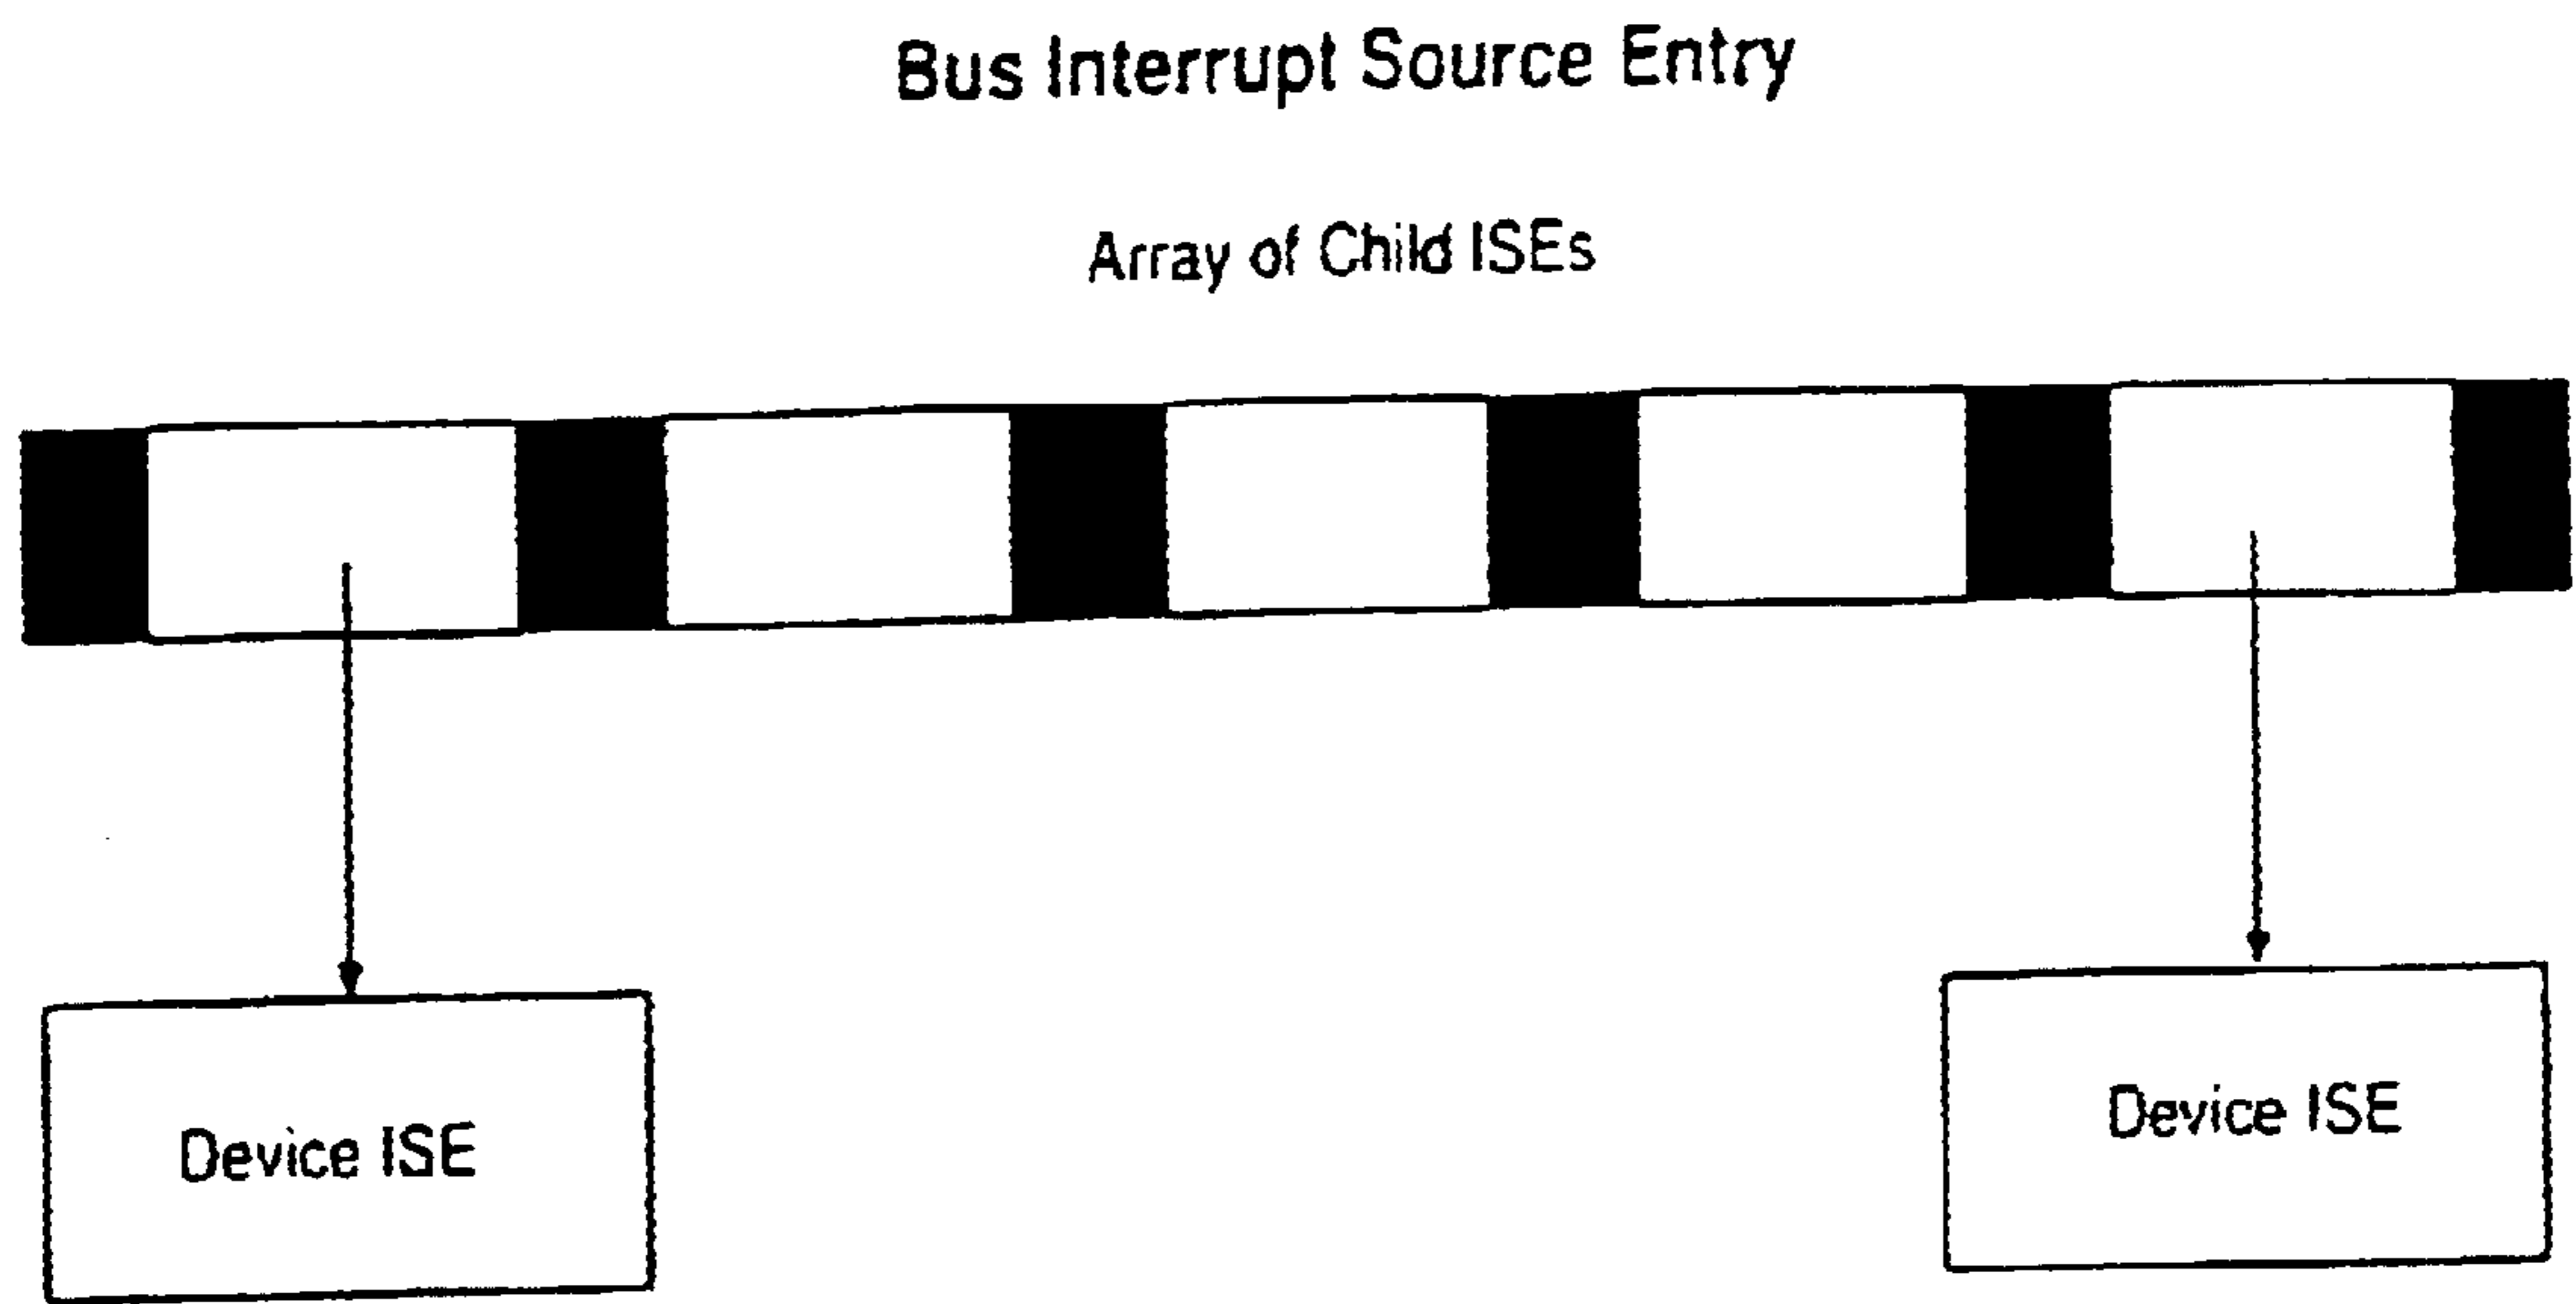 Bus Interrupt Source Entry
Array of Child ISEs
Device ISE
Device ISE